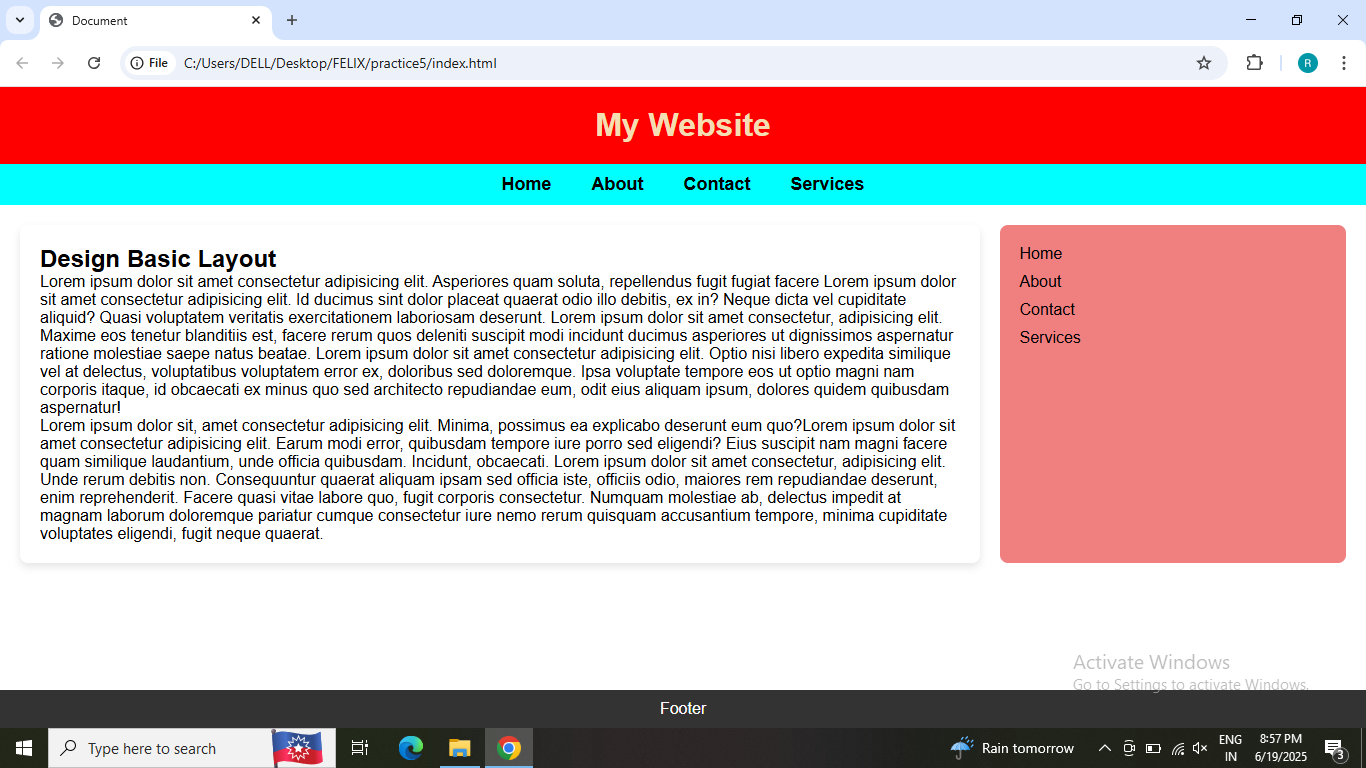 Document
File C:/Users/DELL/Desktop/FELIX/practice5/index.html
R
My Website
Home About Contact Services
Design Basic Layout
Lorem ipsum dolor sit amet consectetur adipisicing elit. Asperiores quam soluta, repellendus fugit fugiat facere Lorem ipsum dolor
sit amet consectetur adipisicing elit. Id ducimus sint dolor placeat quaerat odio illo debitis, ex in? Neque dicta vel cupiditate
aliquid? Quasi voluptatem veritatis exercitationem laboriosam deserunt. Lorem ipsum dolor sit amet consectetur, adipisicing elit.
Maxime eos tenetur blanditiis est, facere rerum quos deleniti suscipit modi incidunt ducimus asperiores ut dignissimos aspernatur
ratione molestiae saepe natus beatae. Lorem ipsum dolor sit amet consectetur adipisicing elit. Optio nisi libero expedita similique
vel at delectus, voluptatibus voluptatem error ex, doloribus sed doloremque. Ipsa voluptate tempore eos ut optio magni nam
corporis itaque, id obcaecati ex minus quo sed architecto repudiandae eum, odit eius aliquam ipsum, dolores quidem quibusdam
aspernatur!
Lorem ipsum dolor sit, amet consectetur adipisicing elit. Minima, possimus ea explicabo deserunt eum quo?Lorem ipsum dolor sit
amet consectetur adipisicing elit. Earum modi error, quibusdam tempore iure porro sed eligendi? Eius suscipit nam magni facere
quam similique laudantium, unde officia quibusdam. Incidunt, obcaecati. Lorem ipsum dolor sit amet consectetur, adipisicing elit.
Unde rerum debitis non. Consequuntur quaerat aliquam ipsam sed officia iste, officiis odio, maiores rem repudiandae deserunt,
enim reprehenderit. Facere quasi vitae labore quo, fugit corporis consectetur. Numquam molestiae ab, delectus impedit at
magnam laborum doloremque pariatur cumque consectetur iure nemo rerum quisquam accusantium tempore, minima cupiditate
voluptates eligendi, fugit neque quaerat.
Home
About
Contact
Services
Activate Windows
Go to Settings to activate Windows.
Footer
Type here to search
Rain tomorrow
ENG
IN
8:57 PM
6/19/2025
3